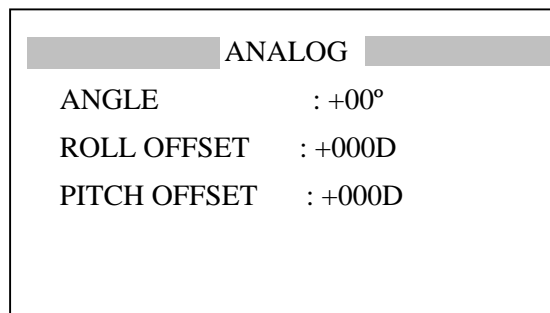 ANALOG
ANGLE : +00º
ROLL OFFSET : +000D
PITCH OFFSET : +000D